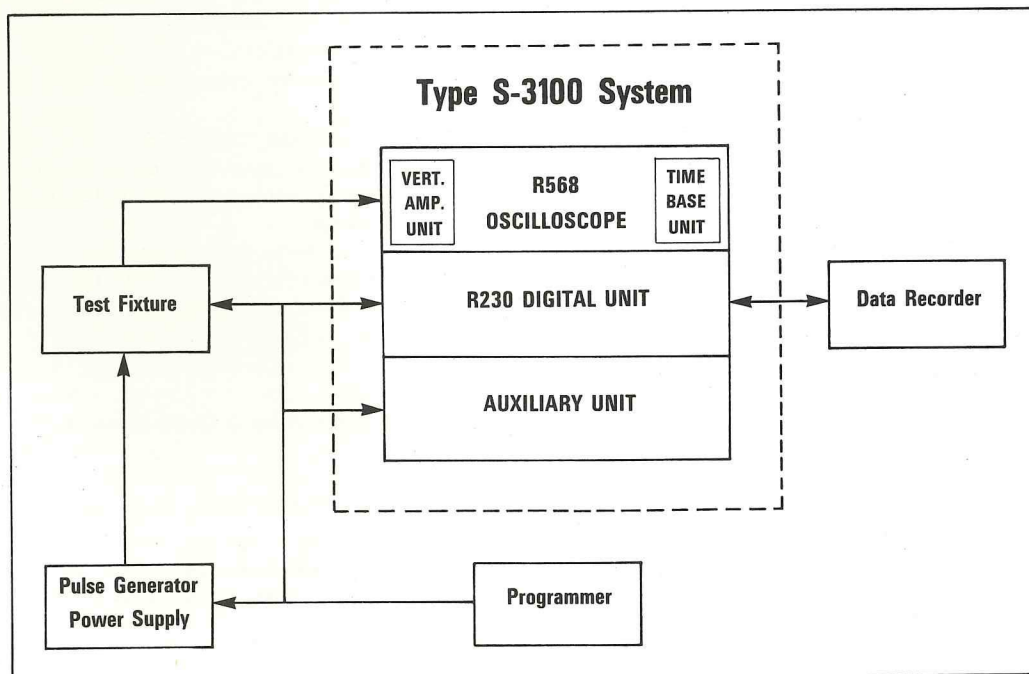 Type S-3100 System
VERT.
AMP.
UNIT
R568
OSCILLOSCOPE
TIME
BASE
UNIT
Test Fixture
R230 DIGITAL UNIT
Data Recorder
AUXILIARY UNIT
Pulse Generator
Power Supply
Programmer